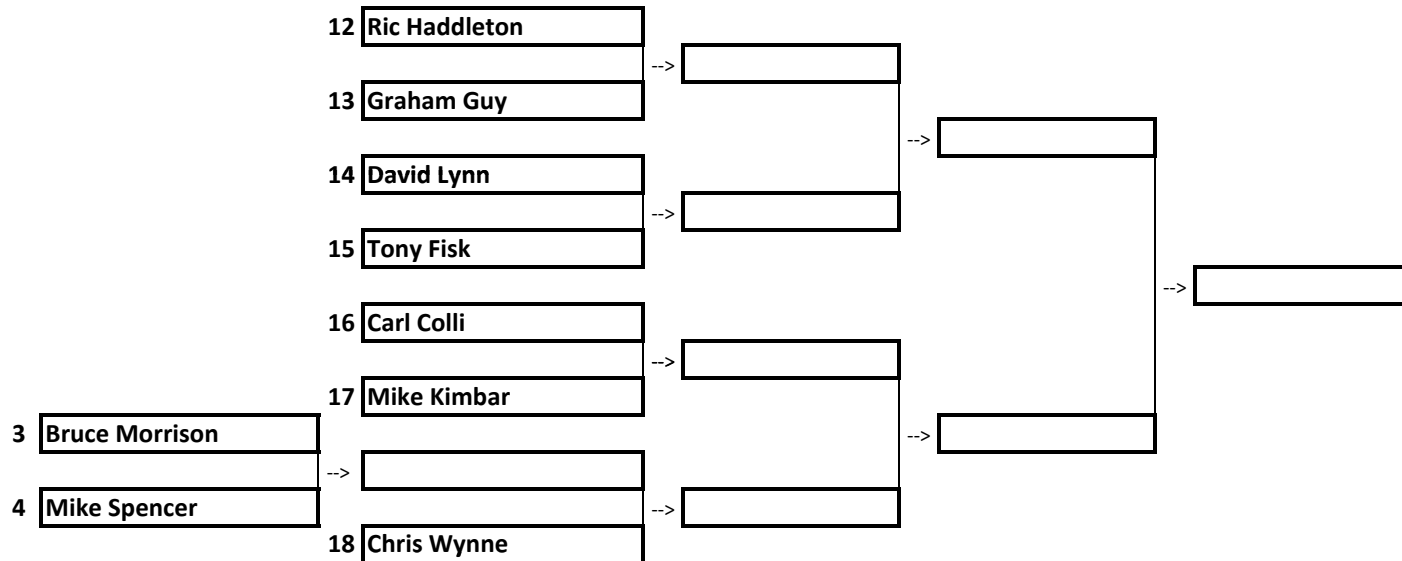 12 Ric Haddleton
-->
13 Graham Guy
-->
14 David Lynn
-->
15 Tony Fisk
-->
16 Carl Colli
-->
17 Mike Kimbar
3 Bruce Morrison
-->
-->
4 Mike Spencer
-->
18 Chris Wynne